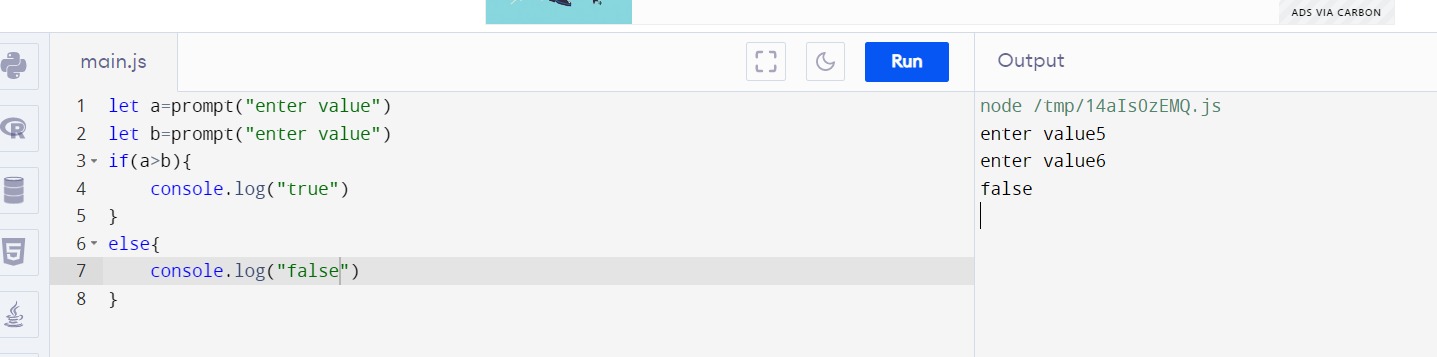 ADS VIA CARBON
main.js
Run
Output
1 let a=prompt("enter value")
2 let b=prompt("enter value")
3 if(a>b){
4     console.log("true")
5 }
6 else{
7     console.log("false")
8 }
node /tmp/14aIsOzEMQ.js
enter value5
enter value6
false